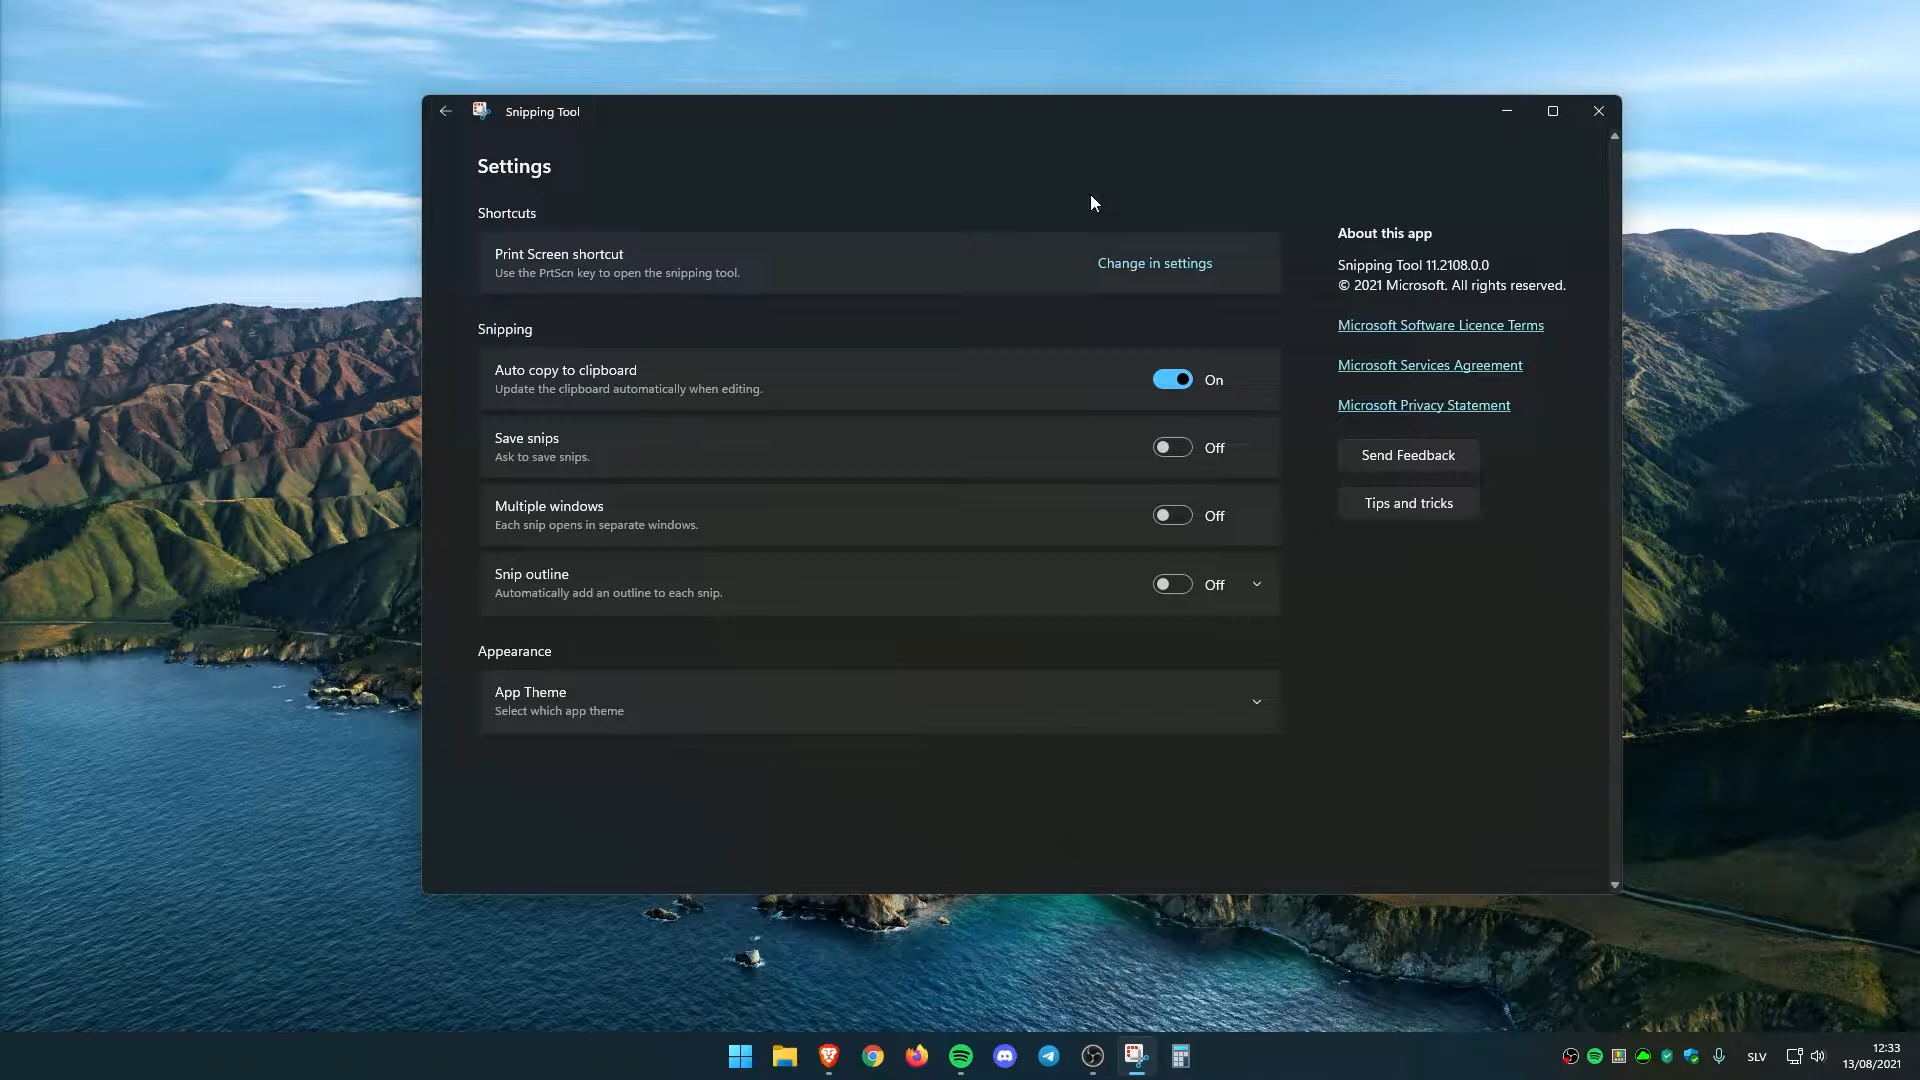 Snipping Tool
Settings
Shortcuts
Print Screen shortcut
Use the PrtScn key to open the snipping tool.
Change in settings
Snipping
Auto copy to clipboard
Update the clipboard automatically when editing.
On
Save snips
Ask to save snips.
Off
Multiple windows
Each snip opens in separate windows.
Off
Snip outline
Automatically add an outline to each snip.
Off
Appearance
App Theme
Select which app theme
About this app
Snipping Tool 11.2108.0.0
© 2021 Microsoft. All rights reserved.
Microsoft Software Licence Terms
Microsoft Services Agreement
Microsoft Privacy Statement
Send Feedback
Tips and tricks
SLV
12:33
13/08/2021